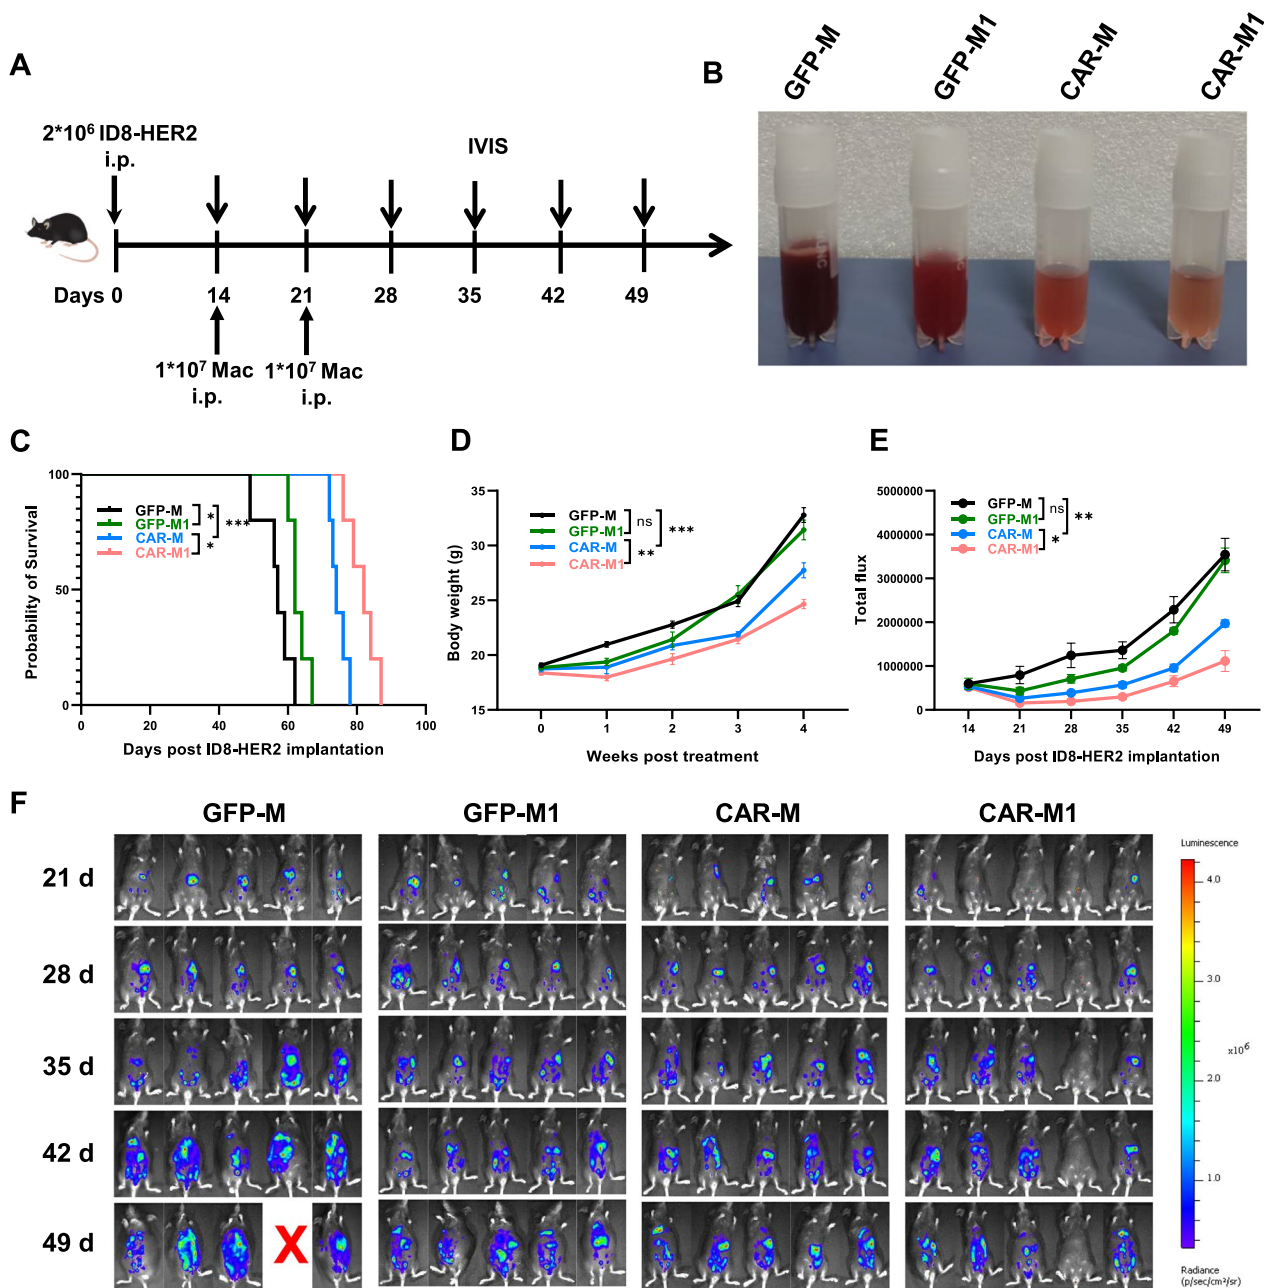 A
2*10⁶ ID8-HER2
i.p.
IVIS
Days 0 14 21 28 35 42 49
1*10⁷ Mac
i.p.
1*10⁷ Mac
i.p.
B
GFP-M GFP-M1 CAR-M CAR-M1
C
Probability of Survival
100
50
0
GFP-M
GFP-M1
CAR-M
CAR-M1
*
***
*
0 20 40 60 80 100
Days post ID8-HER2 implantation
D
Body weight (g)
35
30
25
20
15
GFP-M
GFP-M1
CAR-M
CAR-M1
ns
***
**
0 1 2 3 4
Weeks post treatment
E
Total flux
5000000
4000000
3000000
2000000
1000000
0
GFP-M
GFP-M1
CAR-M
CAR-M1
ns
**
*
14 21 28 35 42 49
Days post ID8-HER2 implantation
F
GFP-M GFP-M1 CAR-M CAR-M1
21 d
28 d
35 d
42 d
49 d
X
Luminescence
4.0
3.0
x10⁶
2.0
1.0
Radiance
(p/sec/cm²/sr)